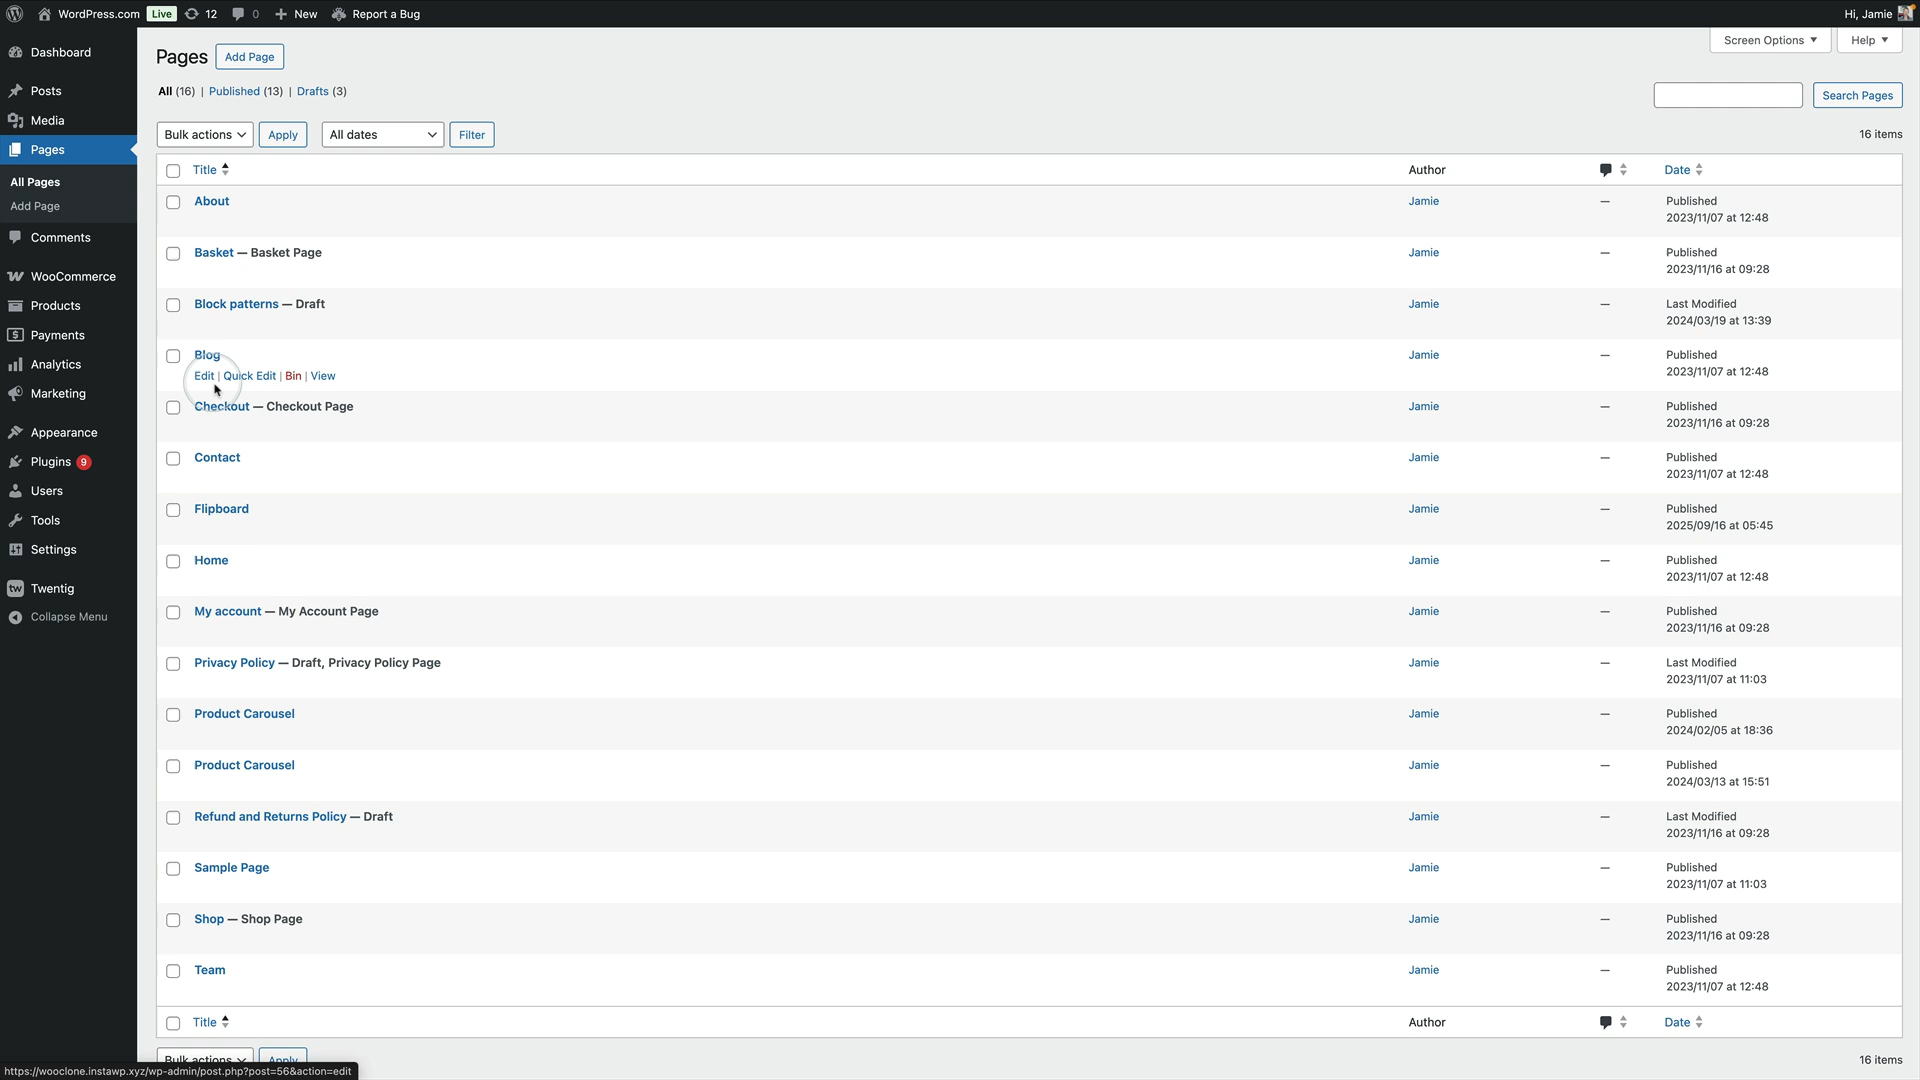 WordPress.com Live 12 0 New Report a Bug Hi, Jamie
Dashboard
Posts
Media
Pages
All Pages
Add Page
Comments
WooCommerce
Products
Payments
Analytics
Marketing
Appearance
Plugins 9
Users
Tools
Settings
Twentig
Collapse Menu
Screen Options Help
Pages Add Page
All (16) | Published (13) | Drafts (3)
Search Pages
Bulk actions Apply All dates Filter 16 items
Title Author Date
About Jamie — Published
2023/11/07 at 12:48
Basket — Basket Page Jamie — Published
2023/11/16 at 09:28
Block patterns — Draft Jamie — Last Modified
2024/03/19 at 13:39
Blog Jamie — Published
Edit | Quick Edit | Bin | View 2023/11/07 at 12:48
Checkout — Checkout Page Jamie — Published
2023/11/16 at 09:28
Contact Jamie — Published
2023/11/07 at 12:48
Flipboard Jamie — Published
2025/09/16 at 05:45
Home Jamie — Published
2023/11/07 at 12:48
My account — My Account Page Jamie — Published
2023/11/16 at 09:28
Privacy Policy — Draft, Privacy Policy Page Jamie — Last Modified
2023/11/07 at 11:03
Product Carousel Jamie — Published
2024/02/05 at 18:36
Product Carousel Jamie — Published
2024/03/13 at 15:51
Refund and Returns Policy — Draft Jamie — Last Modified
2023/11/16 at 09:28
Sample Page Jamie — Published
2023/11/07 at 11:03
Shop — Shop Page Jamie — Published
2023/11/16 at 09:28
Team Jamie — Published
2023/11/07 at 12:48
Title Author Date
Bulk actions Apply 16 items
https://wooclone.instawp.xyz/wp-admin/post.php?post=56&action=edit